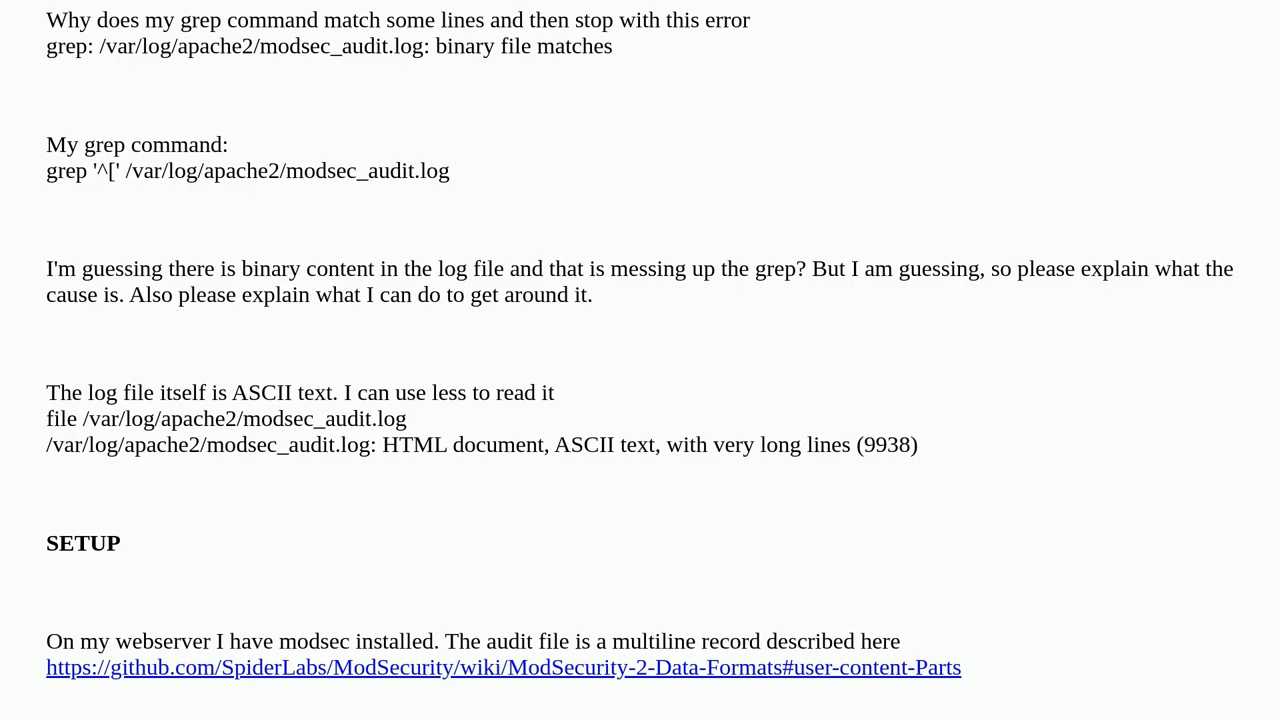 Why does my grep command match some lines and then stop with this error
grep: /var/log/apache2/modsec_audit.log: binary file matches
My grep command:
grep '^[' /var/log/apache2/modsec_audit.log
I'm guessing there is binary content in the log file and that is messing up the grep? But I am guessing, so please explain what the
cause is. Also please explain what I can do to get around it.
The log file itself is ASCII text. I can use less to read it
file /var/log/apache2/modsec_audit.log
/var/log/apache2/modsec_audit.log: HTML document, ASCII text, with very long lines (9938)
SETUP
On my webserver I have modsec installed. The audit file is a multiline record described here
https://github.com/SpiderLabs/ModSecurity/wiki/ModSecurity-2-Data-Formats#user-content-Parts